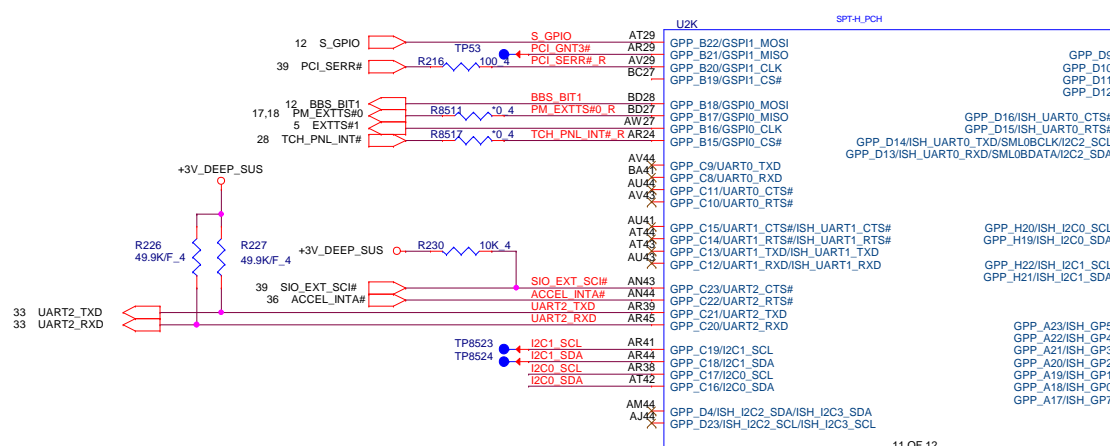 U2K SPT-H_PCH
12 S_GPIO S_GPIO AT29 GPP_B22/GSPI1_MOSI
TP53 PCI_GNT3# AR29 GPP_B21/GSPI1_MISO GPP_D9
39 PCI_SERR# R216 100_4 PCI_SERR#_R AV29 GPP_B20/GSPI1_CLK GPP_D10
BC27 GPP_B19/GSPI1_CS# GPP_D11
GPP_D12
12 BBS_BIT1 BBS_BIT1 BD28 GPP_B18/GSPI0_MOSI
17,18 PM_EXTTS#0 R8511 *0_4 PM_EXTTS#0_R BD27 GPP_B17/GSPI0_MISO GPP_D16/ISH_UART0_CTS#
5 EXTTS#1 AW27 GPP_B16/GSPI0_CLK GPP_D15/ISH_UART0_RTS#
28 TCH_PNL_INT# R8517 *0_4 TCH_PNL_INT#_R AR24 GPP_B15/GSPI0_CS# GPP_D14/ISH_UART0_TXD/SML0BCLK/I2C2_SCL
GPP_D13/ISH_UART0_RXD/SML0BDATA/I2C2_SDA
AV44 GPP_C9/UART0_TXD
+3V_DEEP_SUS BA41 GPP_C8/UART0_RXD
AU44 GPP_C11/UART0_CTS#
AV43 GPP_C10/UART0_RTS#
AU41 GPP_C15/UART1_CTS#/ISH_UART1_CTS# GPP_H20/ISH_I2C0_SCL
AT44 GPP_C14/UART1_RTS#/ISH_UART1_RTS# GPP_H19/ISH_I2C0_SDA
R226 R227 +3V_DEEP_SUS R230 10K_4 AT43 GPP_C13/UART1_TXD/ISH_UART1_TXD
49.9K/F_4 49.9K/F_4 AU43 GPP_C12/UART1_RXD/ISH_UART1_RXD GPP_H22/ISH_I2C1_SCL
GPP_H21/ISH_I2C1_SDA
39 SIO_EXT_SCI# SIO_EXT_SCI# AN43 GPP_C23/UART2_CTS#
36 ACCEL_INTA# ACCEL_INTA# AN44 GPP_C22/UART2_RTS#
33 UART2_TXD UART2_TXD AR39 GPP_C21/UART2_TXD
33 UART2_RXD UART2_RXD AR45 GPP_C20/UART2_RXD GPP_A23/ISH_GP5
GPP_A22/ISH_GP4
TP8523 I2C1_SCL AR41 GPP_C19/I2C1_SCL GPP_A21/ISH_GP3
TP8524 I2C1_SDA AR44 GPP_C18/I2C1_SDA GPP_A20/ISH_GP2
I2C0_SCL AR38 GPP_C17/I2C0_SCL GPP_A19/ISH_GP1
I2C0_SDA AT42 GPP_C16/I2C0_SDA GPP_A18/ISH_GP0
GPP_A17/ISH_GP7
AM44 GPP_D4/ISH_I2C2_SDA/ISH_I2C3_SDA
AJ44 GPP_D23/ISH_I2C2_SCL/ISH_I2C3_SCL
11 OF 12